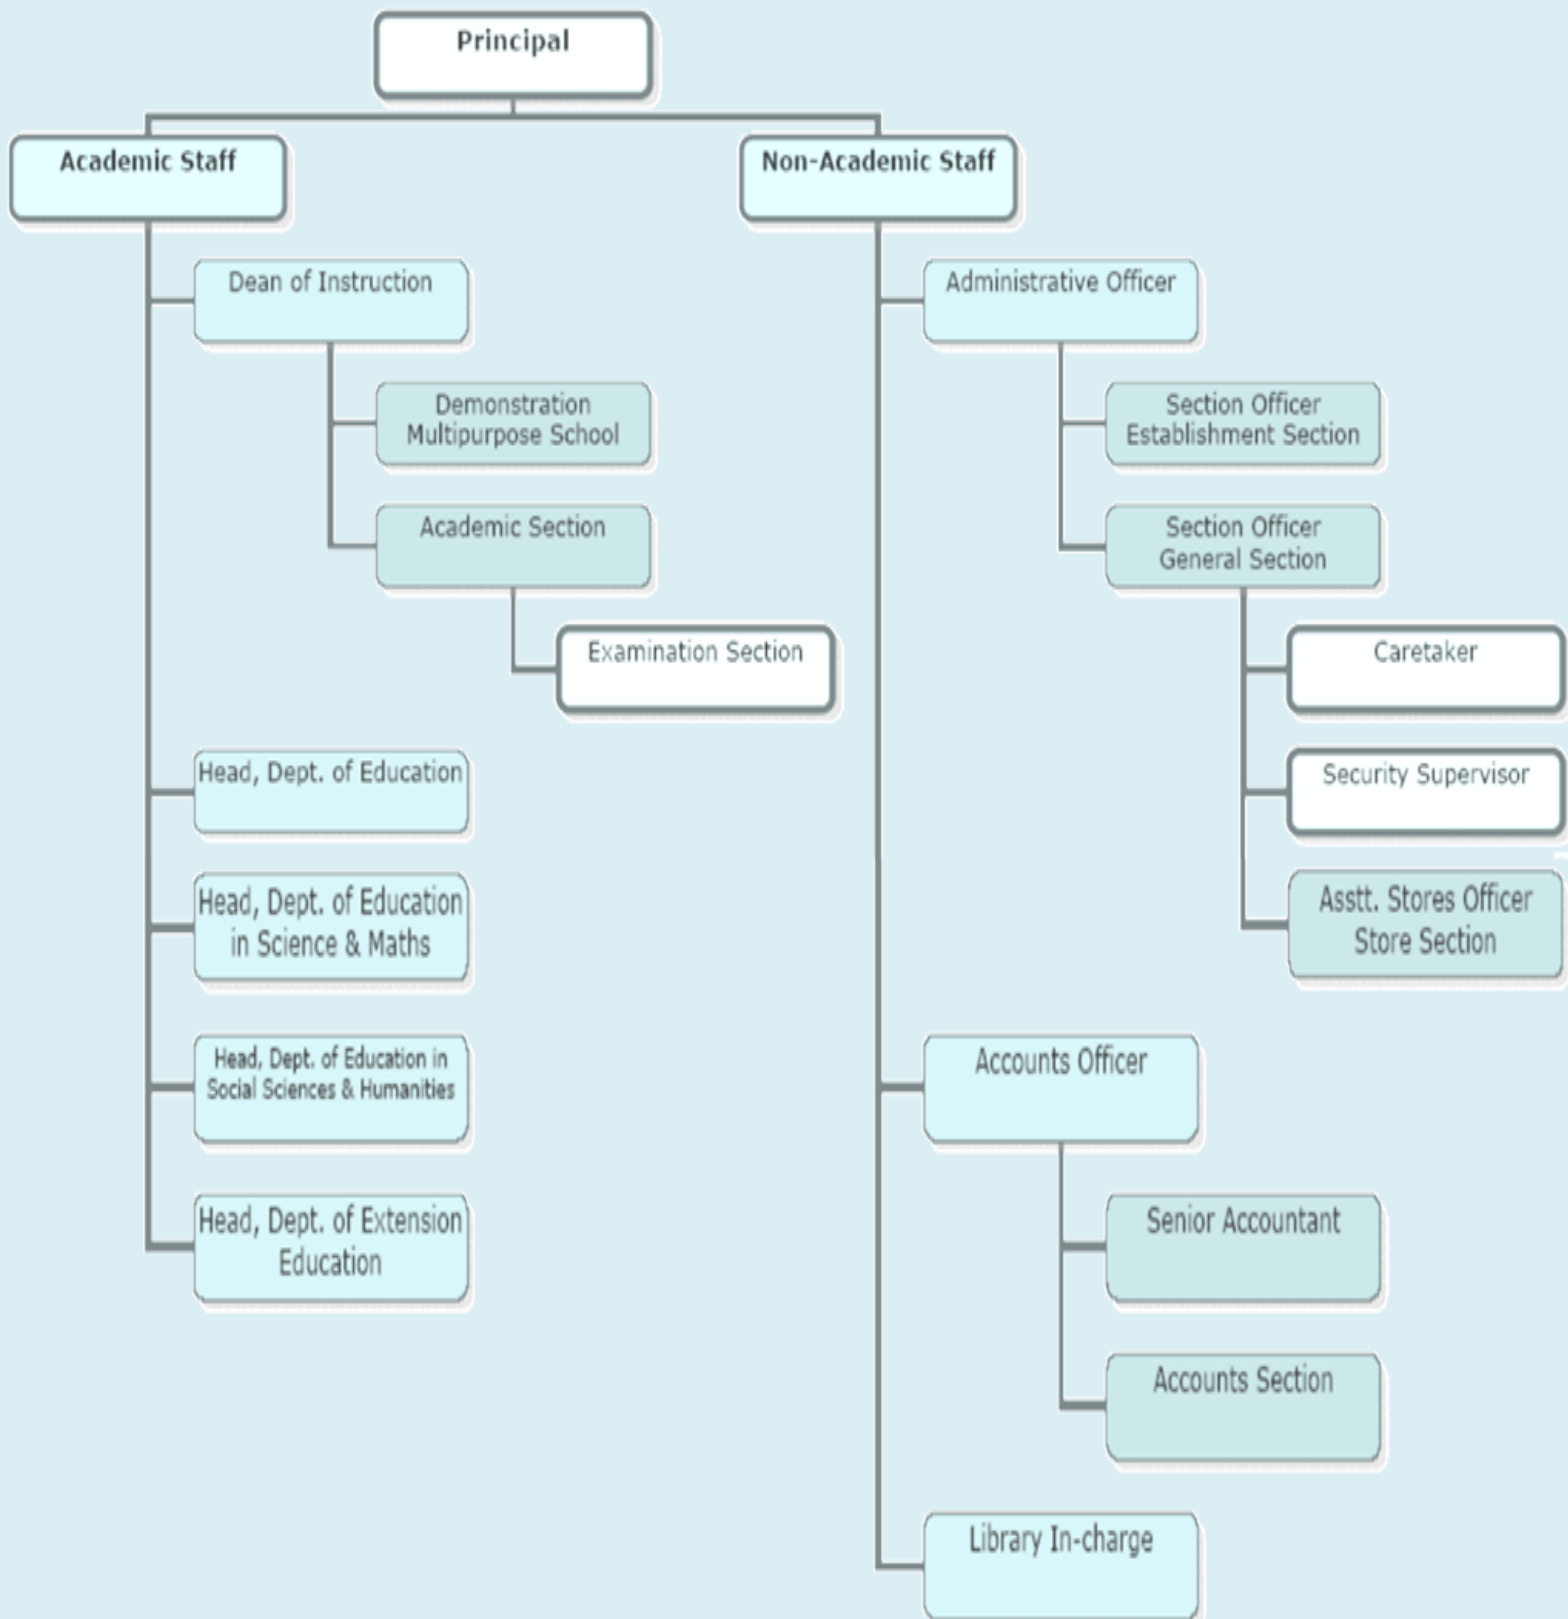 Principal
Academic Staff
Non-Academic Staff
Dean of Instruction
Administrative Officer
Demonstration
Multipurpose School
Section Officer
Establishment Section
Academic Section
Section Officer
General Section
Examination Section
Caretaker
Head, Dept. of Education
Security Supervisor
Head, Dept. of Education
in Science & Maths
Asstt. Stores Officer
Store Section
Head, Dept. of Education in
Social Sciences & Humanities
Accounts Officer
Head, Dept. of Extension
Education
Senior Accountant
Accounts Section
Library In-charge